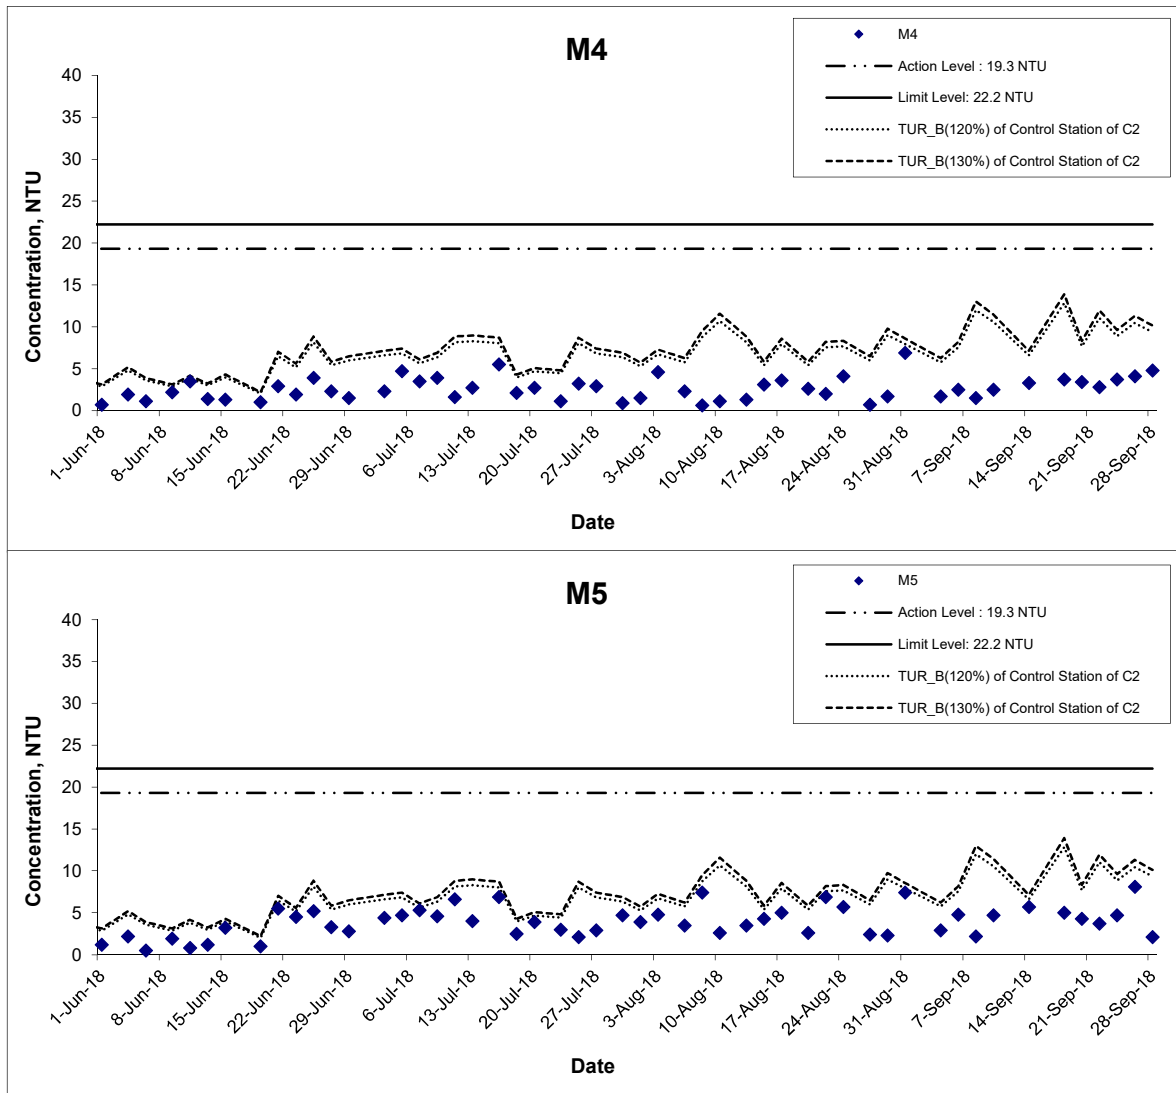 M4
M4
Action Level : 19.3 NTU
Limit Level: 22.2 NTU
TUR_B(120%) of Control Station of C2
TUR_B(130%) of Control Station of C2
Concentration, NTU
40
35
30
25
20
15
10
5
0
1-Jun-18
8-Jun-18
15-Jun-18
22-Jun-18
29-Jun-18
6-Jul-18
13-Jul-18
20-Jul-18
27-Jul-18
3-Aug-18
10-Aug-18
17-Aug-18
24-Aug-18
31-Aug-18
7-Sep-18
14-Sep-18
21-Sep-18
28-Sep-18
Date
M5
M5
Action Level : 19.3 NTU
Limit Level: 22.2 NTU
TUR_B(120%) of Control Station of C2
TUR_B(130%) of Control Station of C2
Concentration, NTU
40
35
30
25
20
15
10
5
0
1-Jun-18
8-Jun-18
15-Jun-18
22-Jun-18
29-Jun-18
6-Jul-18
13-Jul-18
20-Jul-18
27-Jul-18
3-Aug-18
10-Aug-18
17-Aug-18
24-Aug-18
31-Aug-18
7-Sep-18
14-Sep-18
21-Sep-18
28-Sep-18
Date